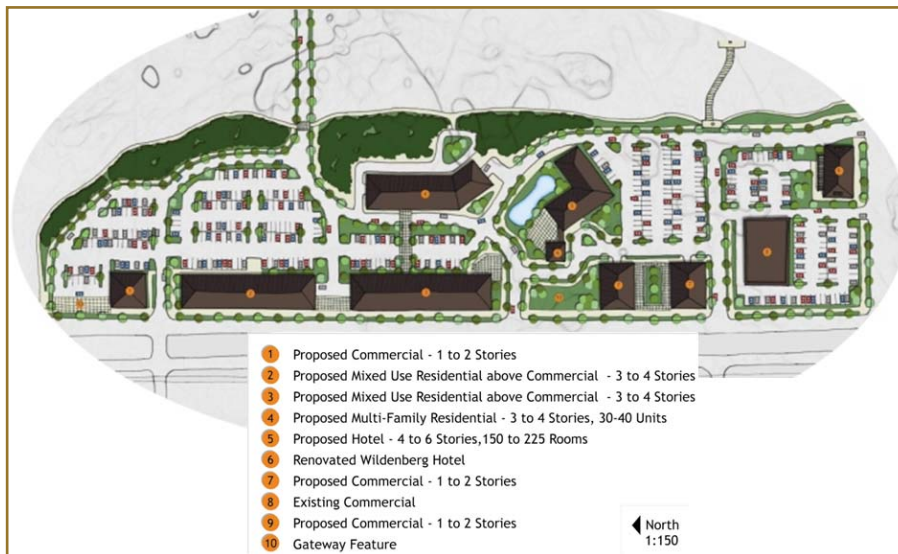 1 Proposed Commercial - 1 to 2 Stories
2 Proposed Mixed Use Residential above Commercial - 3 to 4 Stories
3 Proposed Mixed Use Residential above Commercial - 3 to 4 Stories
4 Proposed Multi-Family Residential - 3 to 4 Stories, 30-40 Units
5 Proposed Hotel - 4 to 6 Stories,150 to 225 Rooms
6 Renovated Wildenberg Hotel
7 Proposed Commercial - 1 to 2 Stories
8 Existing Commercial
9 Proposed Commercial - 1 to 2 Stories
10 Gateway Feature
North
1:150